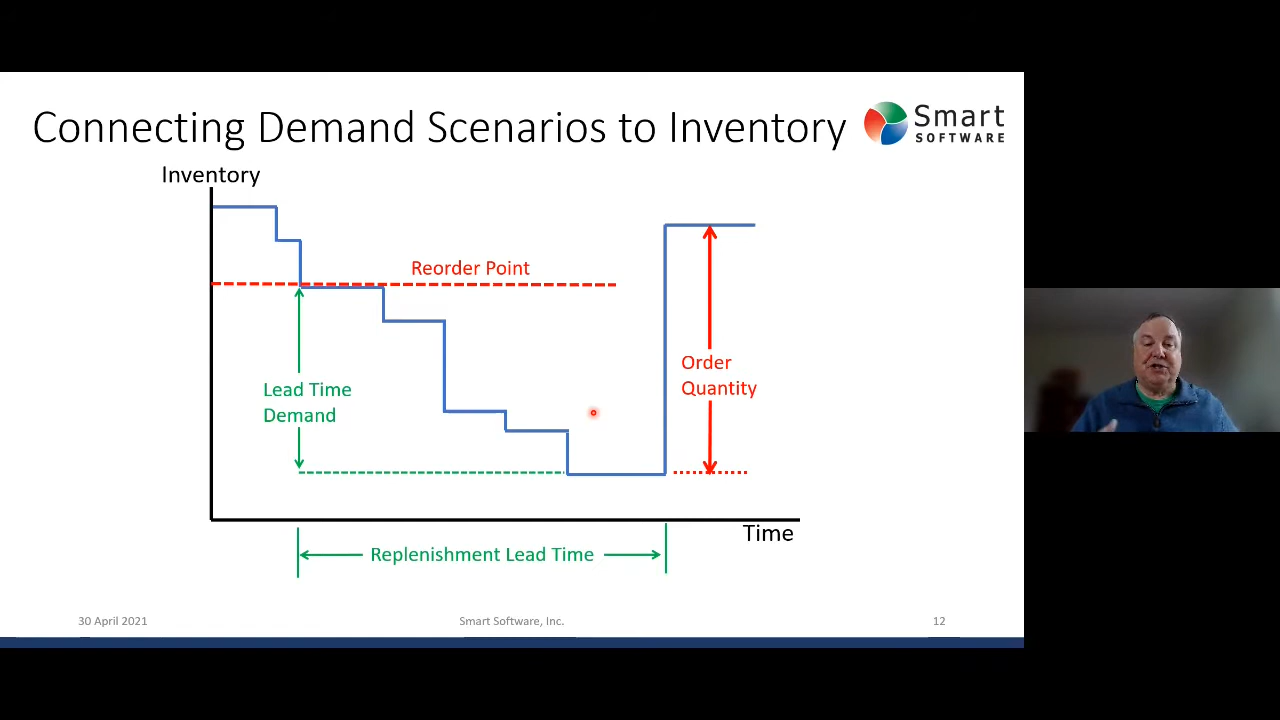 Connecting Demand Scenarios to Inventory
Smart
SOFTWARE
Inventory
Reorder Point
Lead Time
Demand
Order
Quantity
Time
Replenishment Lead Time
30 April 2021
Smart Software, Inc.
12